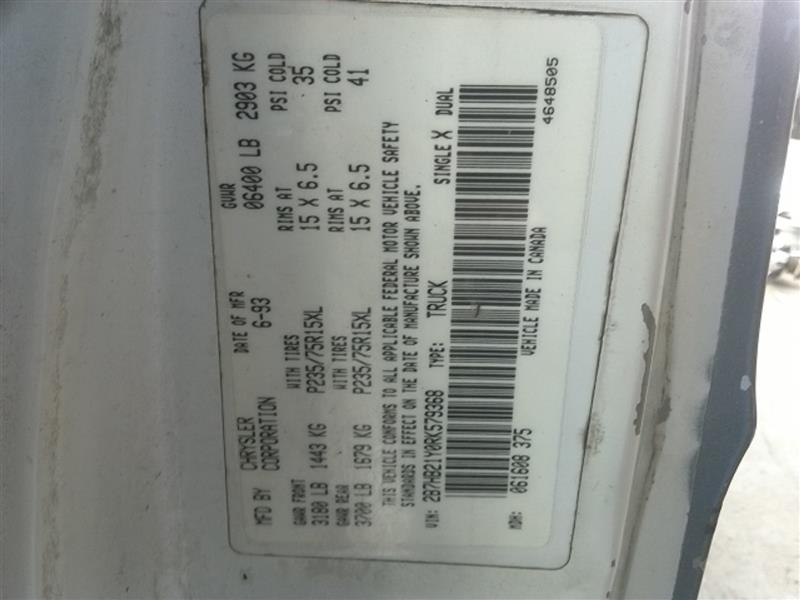 MFD BY CHRYSLER CORPORATION DATE OF MFR 6-93 GVWR 06400 LB 2903 KG
GAWR FRONT WITH TIRES RIMS AT PSI COLD
3180 LB 1443 KG P235/75R15XL 15 X 6.5 35
GAWR REAR WITH TIRES RIMS AT PSI COLD
3700 LB 1679 KG P235/75R15XL 15 X 6.5 41
THIS VEHICLE CONFORMS TO ALL APPLICABLE FEDERAL MOTOR VEHICLE SAFETY
STANDARDS IN EFFECT ON THE DATE OF MANUFACTURE SHOWN ABOVE.
VIN: 2B7HB21Y0RK579368 TYPE: TRUCK SINGLE X DUAL
MDH: 061608 375 VEHICLE MADE IN CANADA 4648505